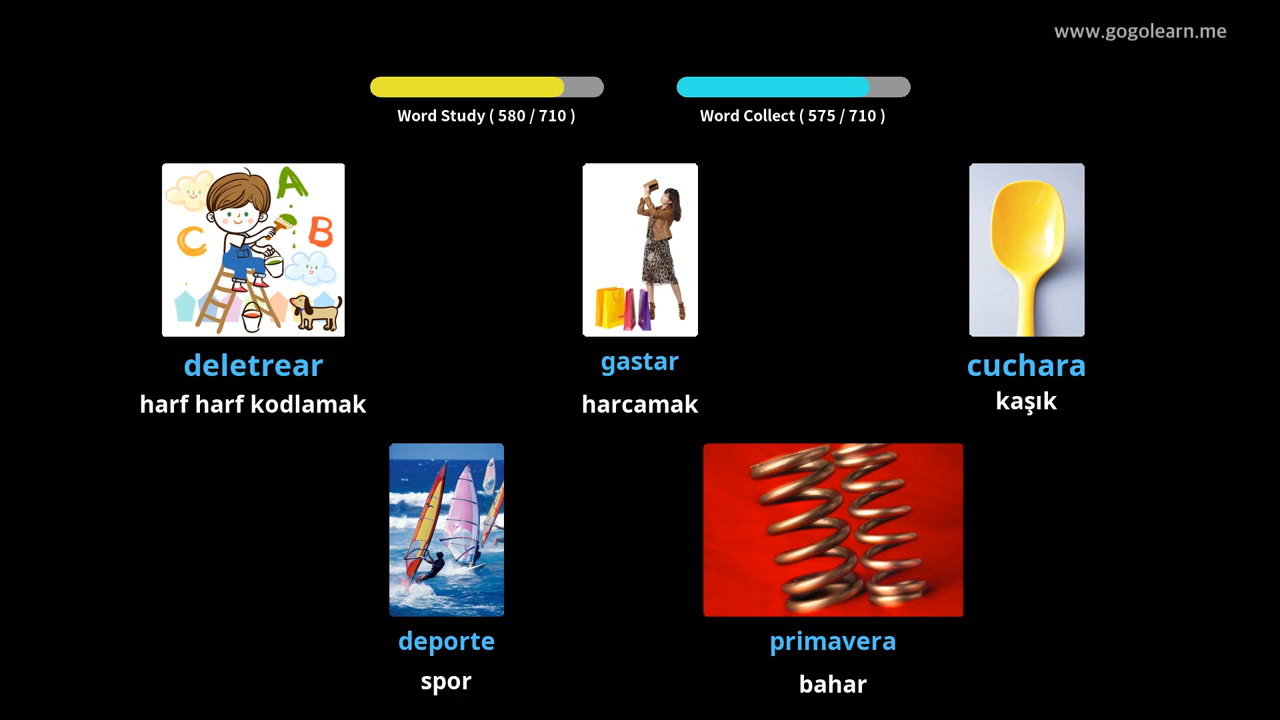 www.gogolearn.me
Word Study ( 580 / 710 )
Word Collect ( 575 / 710 )
A
B
C
deletrear
harf harf kodlamak
gastar
harcamak
cuchara
kaşık
deporte
spor
primavera
bahar